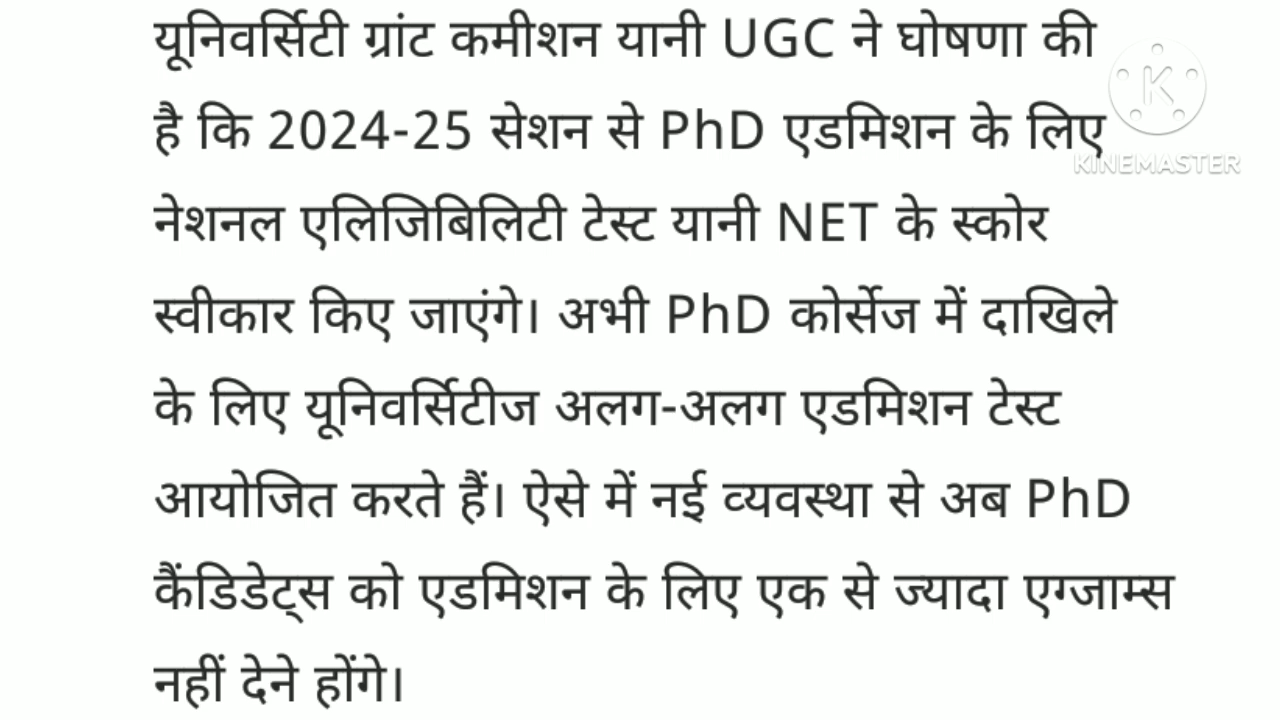 यूनिवर्सिटी ग्रांट कमीशन यानी UGC ने घोषणा की
है कि 2024-25 सेशन से PhD एडमिशन के लिए
नेशनल एलिजिबिलिटी टेस्ट यानी NET के स्कोर
स्वीकार किए जाएंगे। अभी PhD कोर्सेज में दाखिले
के लिए यूनिवर्सिटीज अलग-अलग एडमिशन टेस्ट
आयोजित करते हैं। ऐसे में नई व्यवस्था से अब PhD
कैंडिडेट्स को एडमिशन के लिए एक से ज्यादा एग्जाम्स
नहीं देने होंगे।
K
KINEMASTER